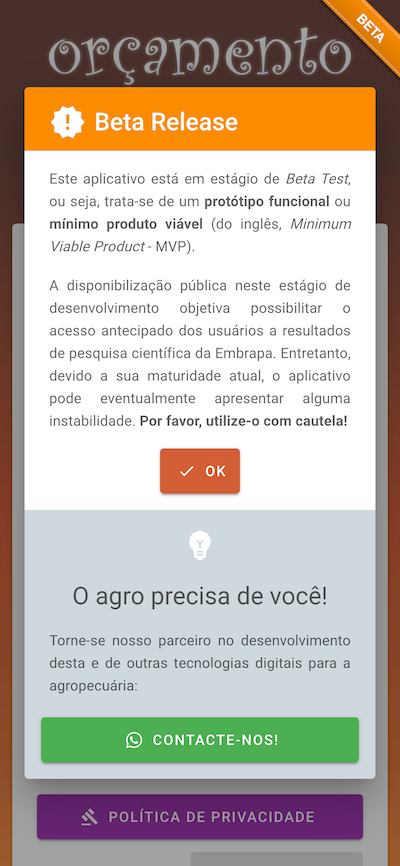 BETA
orçamento
Beta Release
Este aplicativo está em estágio de Beta Test,
ou seja, trata-se de um protótipo funcional ou
mínimo produto viável (do inglês, Minimum
Viable Product - MVP).
A disponibilização pública neste estágio de
desenvolvimento objetiva possibilitar o
acesso antecipado dos usuários a resultados
de pesquisa científica da Embrapa. Entretanto,
devido a sua maturidade atual, o aplicativo
pode eventualmente apresentar alguma
instabilidade. Por favor, utilize-o com cautela!
OK
O agro precisa de você!
Torne-se nosso parceiro no desenvolvimento
desta e de outras tecnologias digitais para a
agropecuária:
CONTACTE-NOS!
POLÍTICA DE PRIVACIDADE